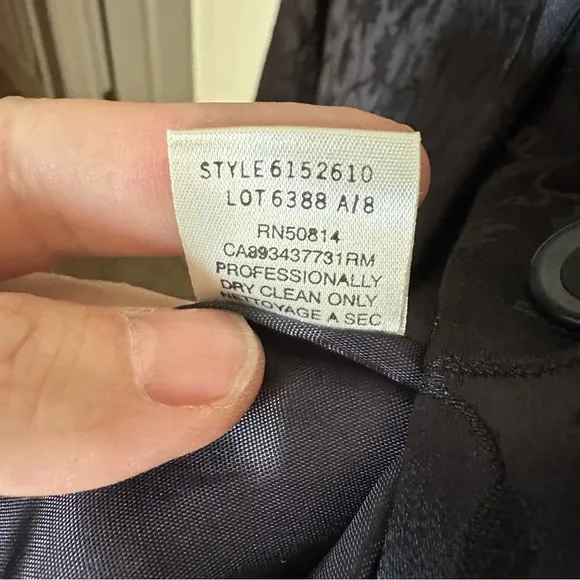 STYLE6152610
LOT6388 A/8
RN50814
CA893437731RM
PROFESSIONALLY
DRY CLEAN ONLY
NETTOYAGE A SEC